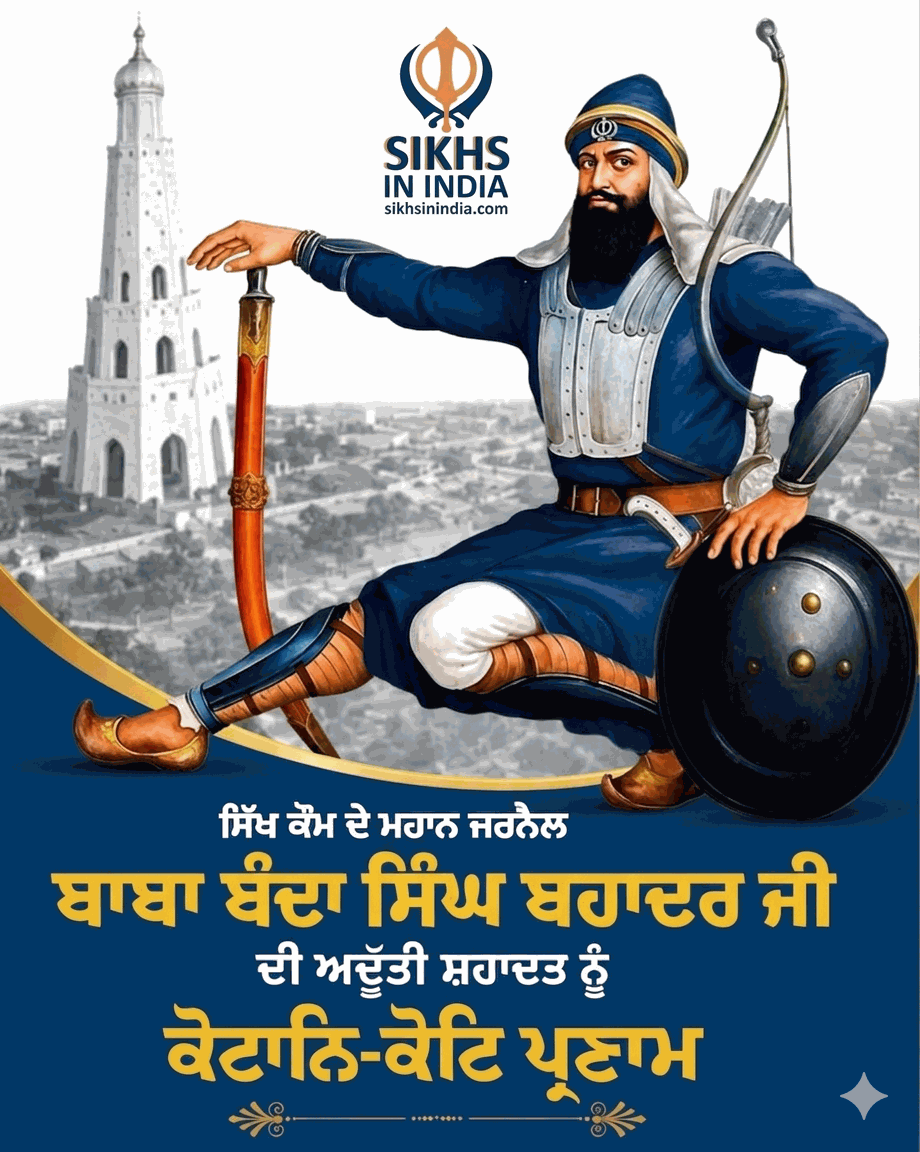 SIKHS
IN INDIA
sikhsinindia.com
ਸਿੱਖ ਕੌਮ ਦੇ ਮਹਾਨ ਜਰਨੈਲ
ਬਾਬਾ ਬੰਦਾ ਸਿੰਘ ਬਹਾਦਰ ਜੀ
ਦੀ ਅਦੁੱਤੀ ਸ਼ਹਾਦਤ ਨੂੰ
ਕੋਟਾਨਿ-ਕੋਟਿ ਪ੍ਰਣਾਮ